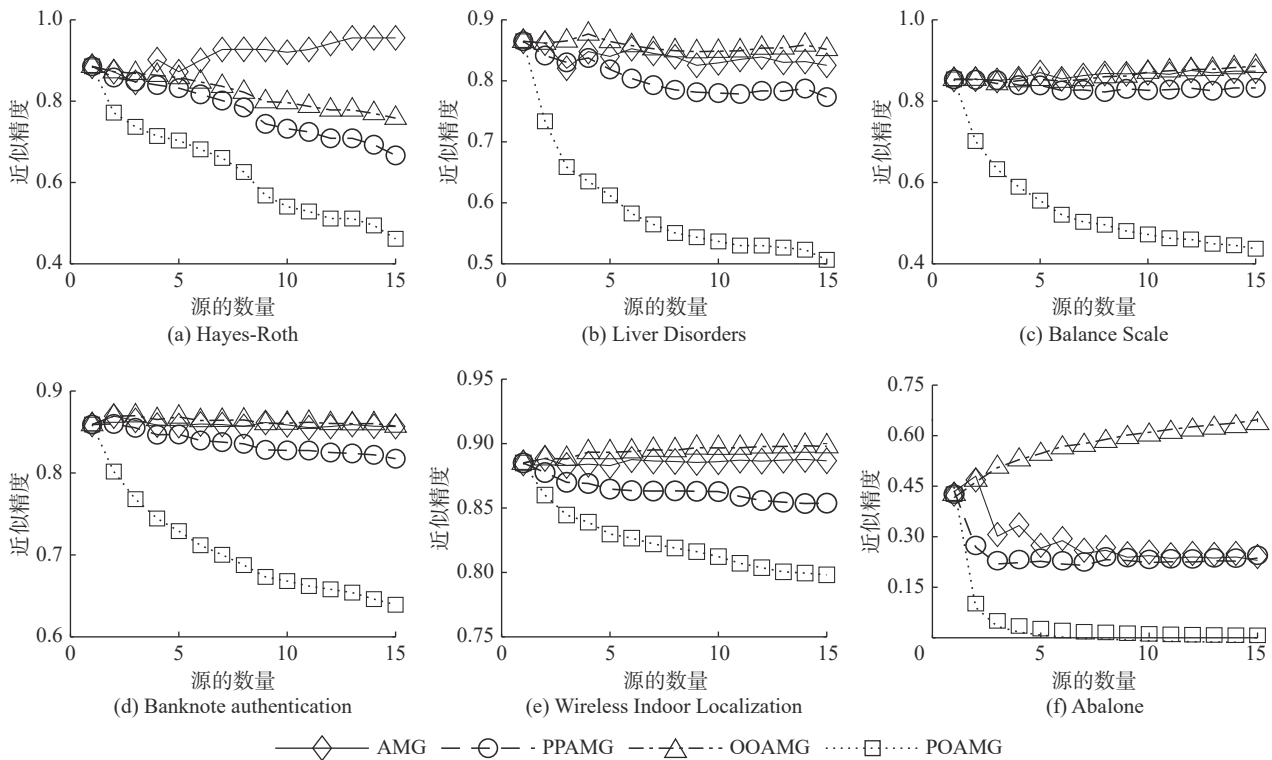 1.0
0.8
0.6
0.4
近似精度
0
5
10
15
源的数量
(a) Hayes-Roth
0.9
0.8
0.7
0.6
0.5
近似精度
0
5
10
15
源的数量
(b) Liver Disorders
1.0
0.8
0.6
0.4
近似精度
0
5
10
15
源的数量
(c) Balance Scale
0.9
0.8
0.7
0.6
近似精度
0
5
10
15
源的数量
(d) Banknote authentication
0.95
0.90
0.85
0.80
0.75
近似精度
0
5
10
15
源的数量
(e) Wireless Indoor Localization
0.75
0.60
0.45
0.30
0.15
近似精度
0
5
10
15
源的数量
(f) Abalone
AMG PPAMG OOAMG POAMG